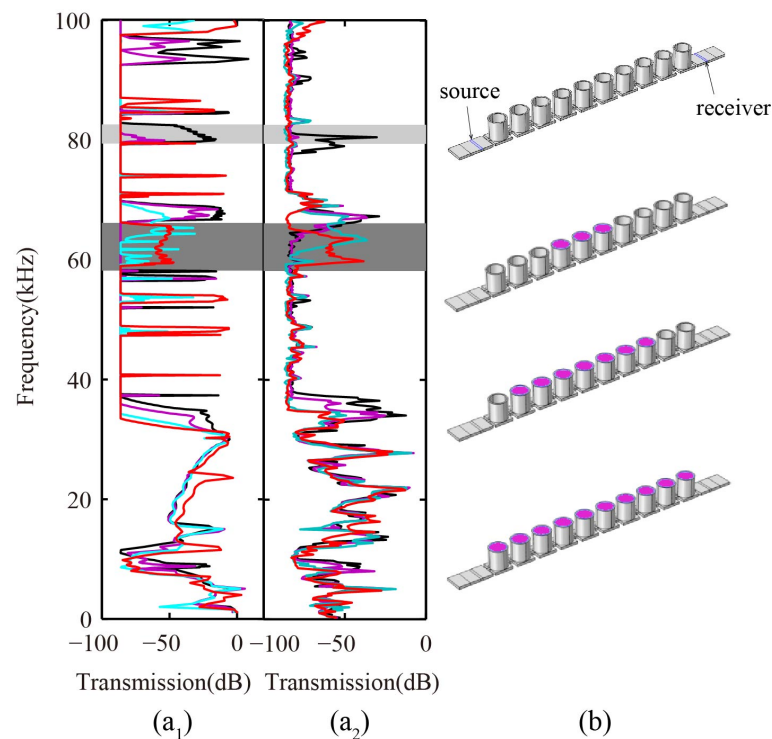 100
80
60
40
20
0
Frequency(kHz)
−100
−50
0
−100
−50
0
Transmission(dB)
Transmission(dB)
source
receiver
(a1)
(a2)
(b)